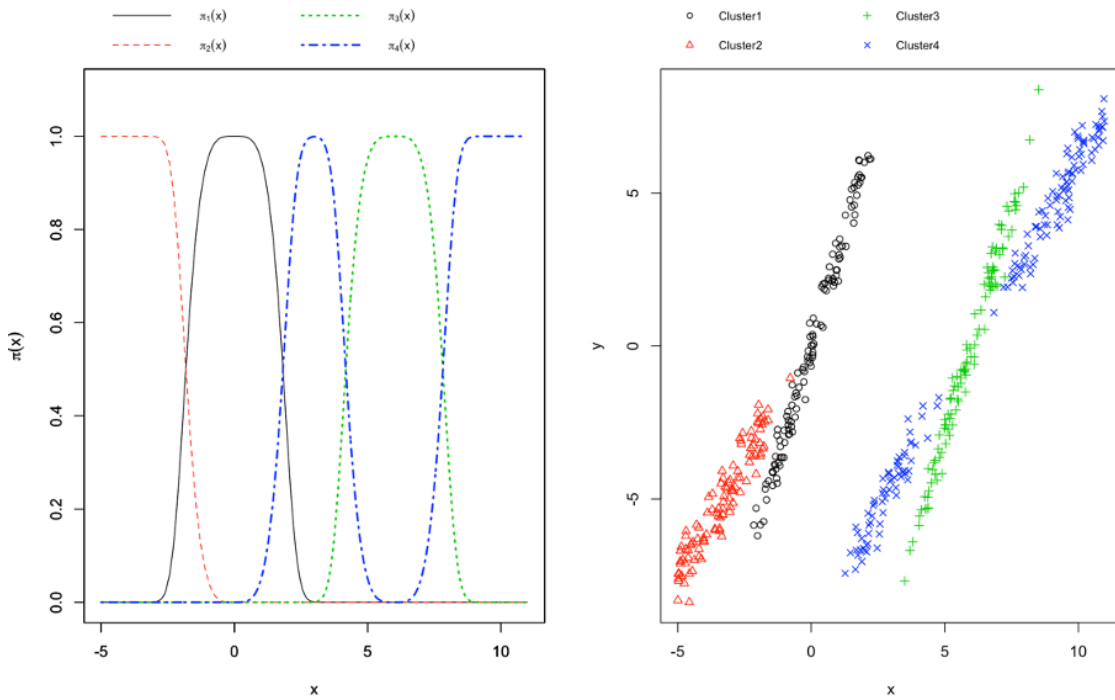 π₁(x) π₃(x)
π₂(x) π₄(x)
π(x)
1.0
0.8
0.6
0.4
0.2
0.0
-5 0 5 10
x
Cluster1 Cluster3
Cluster2 Cluster4
y
5
0
-5
-5 0 5 10
x